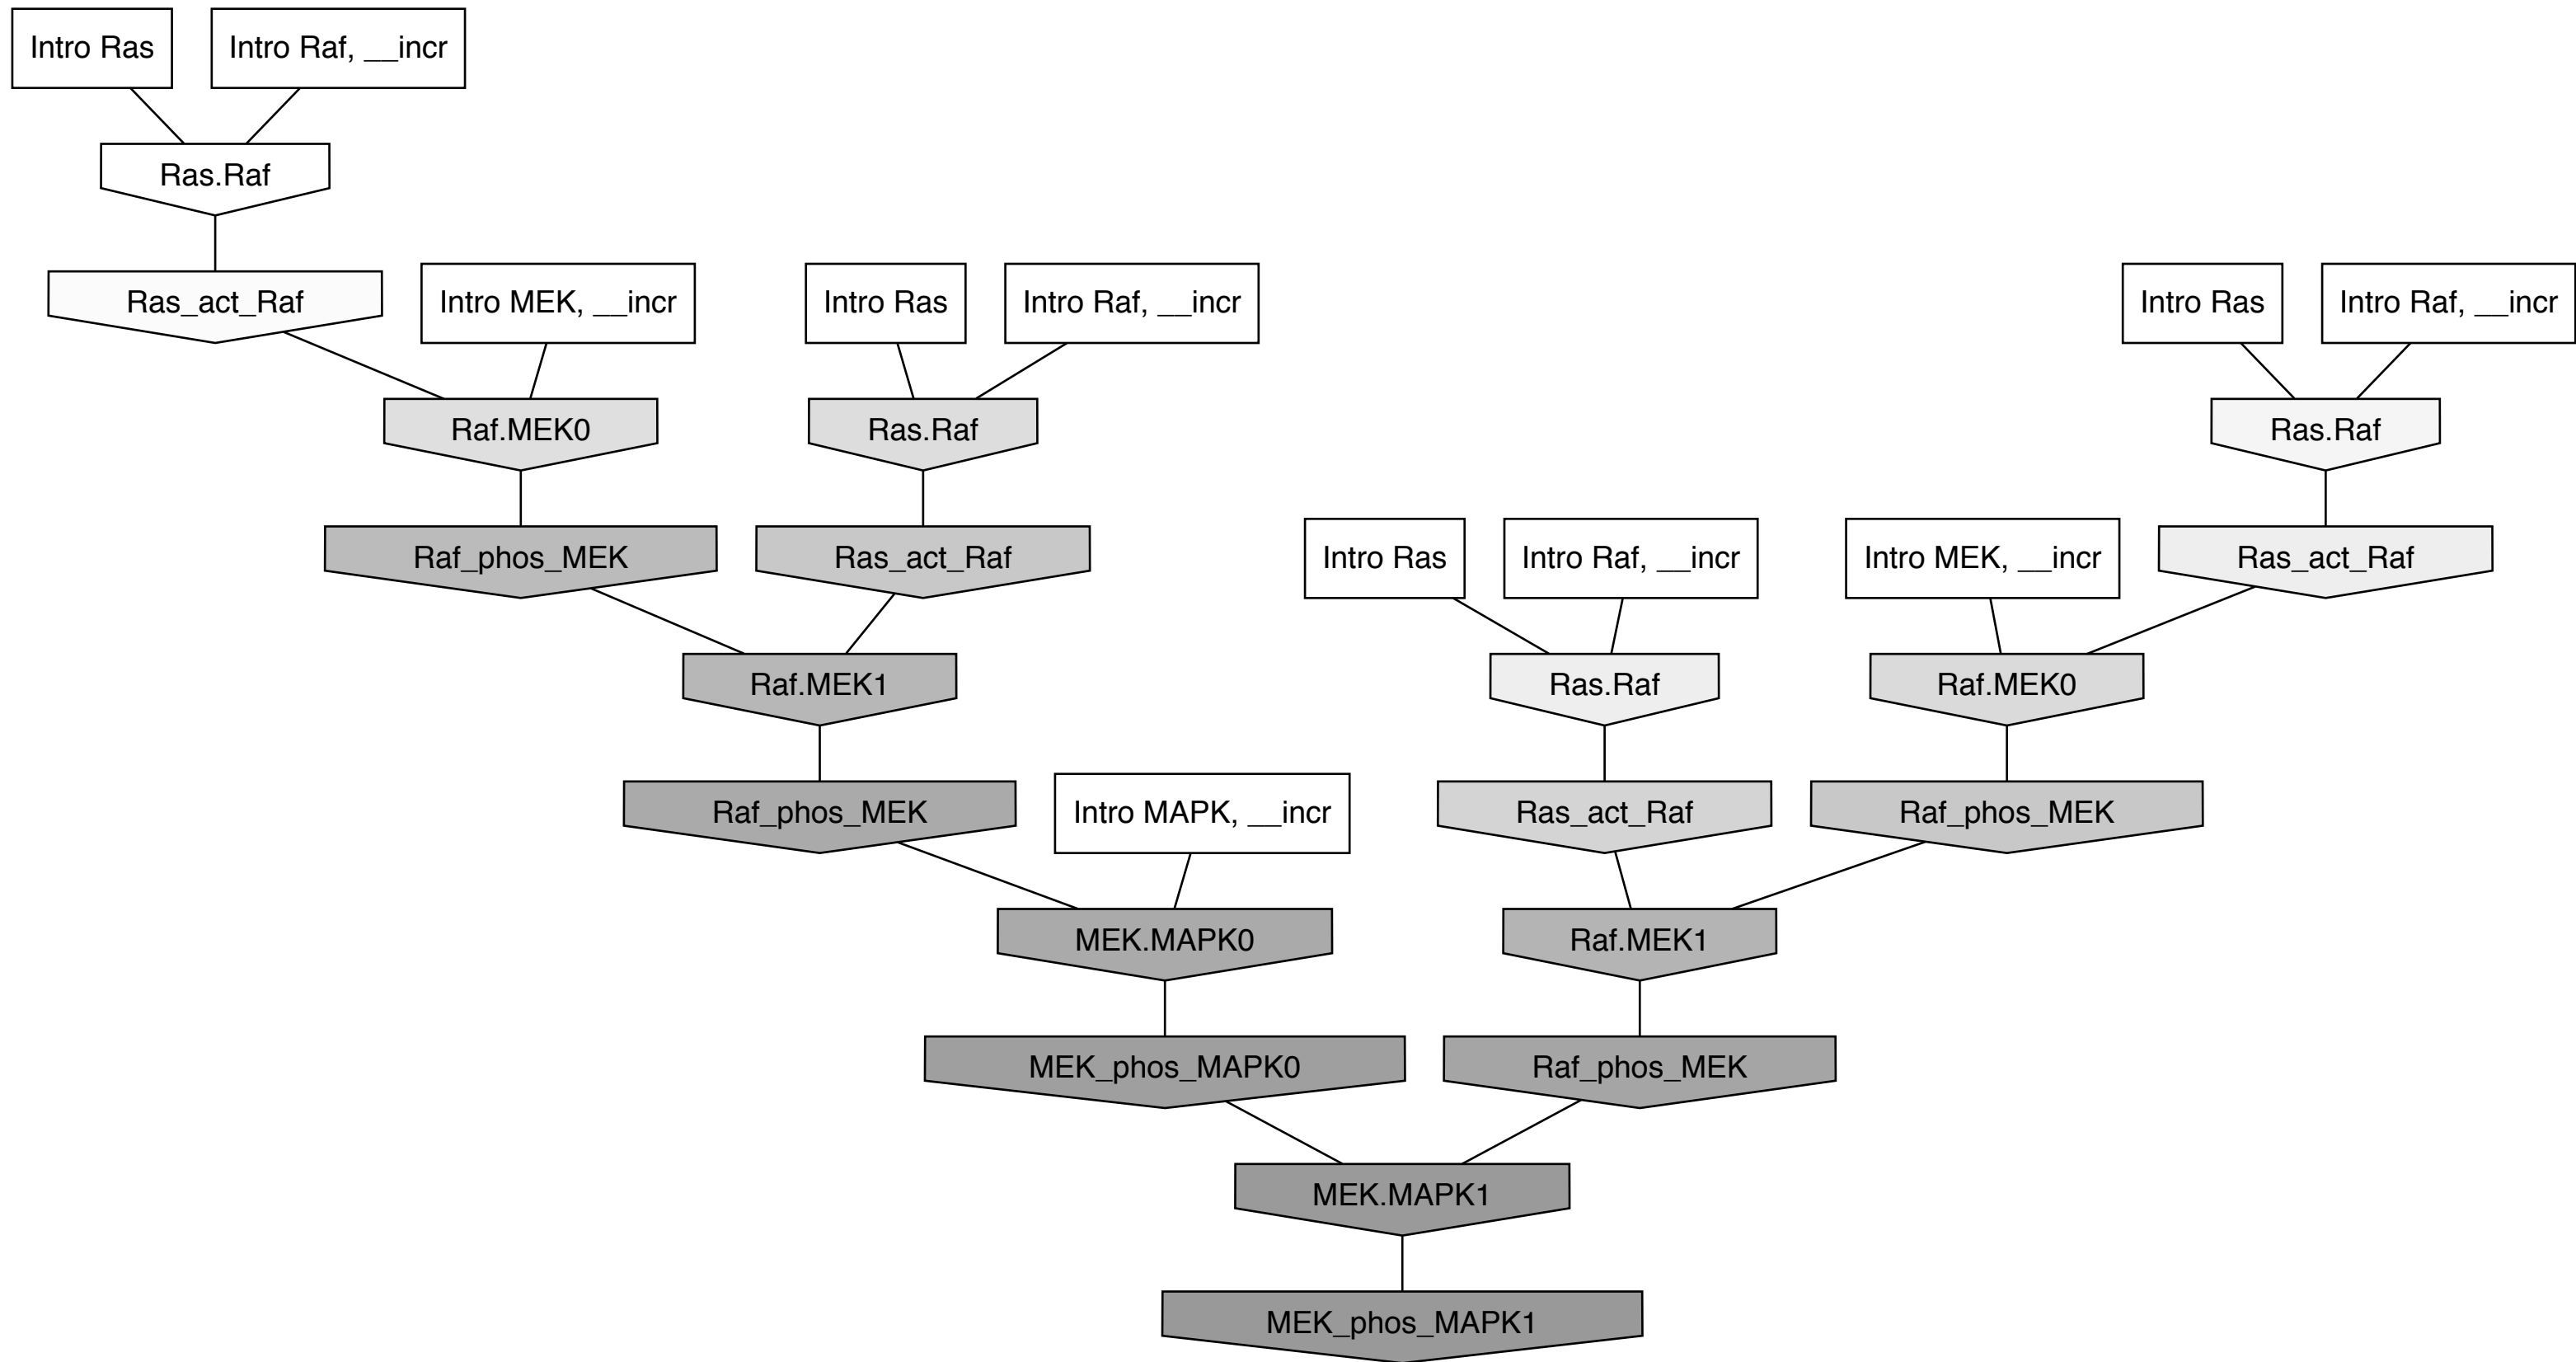 Intro Ras
Intro Raf, __incr
Ras.Raf
Ras_act_Raf
Intro MEK, __incr
Intro Ras
Intro Raf, __incr
Intro Ras
Intro Raf, __incr
Raf.MEK0
Ras.Raf
Ras.Raf
Raf_phos_MEK
Ras_act_Raf
Intro Ras
Intro Raf, __incr
Intro MEK, __incr
Ras_act_Raf
Raf.MEK1
Ras.Raf
Raf.MEK0
Raf_phos_MEK
Intro MAPK, __incr
Ras_act_Raf
Raf_phos_MEK
MEK.MAPK0
Raf.MEK1
MEK_phos_MAPK0
Raf_phos_MEK
MEK.MAPK1
MEK_phos_MAPK1